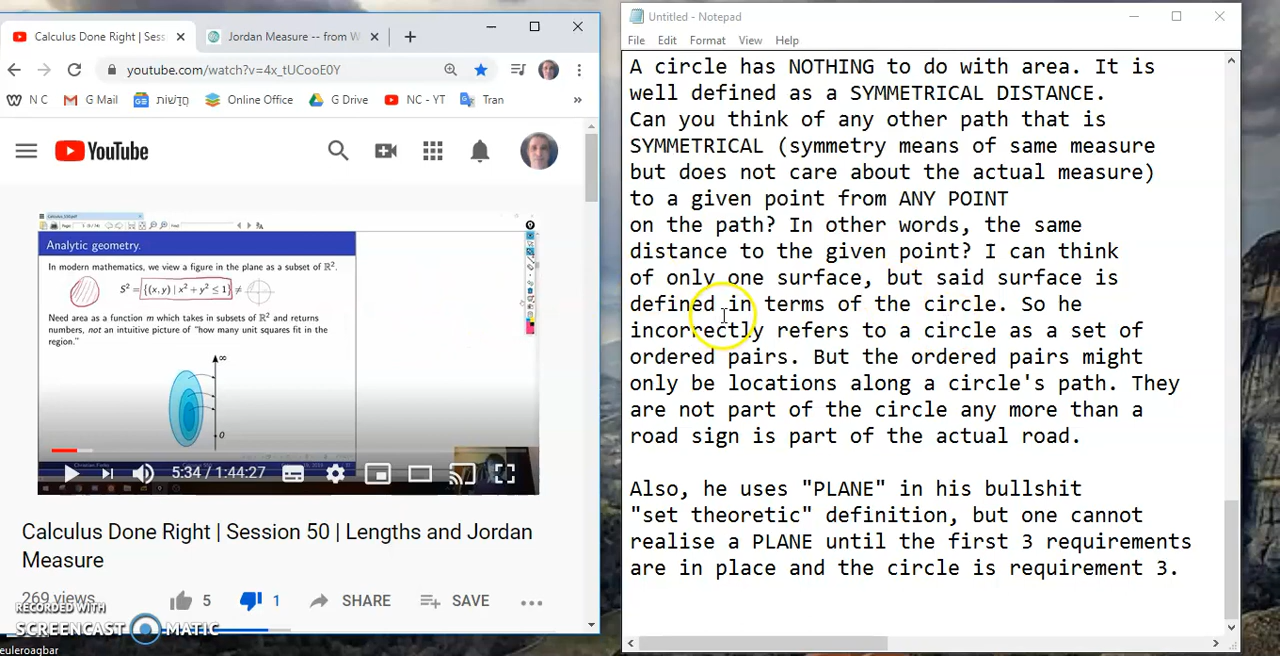 Calculus Done Right | Sess
Jordan Measure -- from W
youtube.com/watch?v=4x_tUCooE0Y
N C
G Mail
חֲדָשׁוֹת
Online Office
G Drive
NC - YT
Tran
»
YouTube
Analytic geometry.
In modern mathematics, we view a figure in the plane as a subset of ℝ².
S² = {(x, y) | x² + y² ≤ 1} ≠
Need area as a function m which takes in subsets of ℝ² and returns
numbers, not an intuitive picture of "how many unit squares fit in the
region."
∞
0
5:34 / 1:44:27
Calculus Done Right | Session 50 | Lengths and Jordan
Measure
269 views
5
1
SHARE
SAVE
RECORDED WITH
SCREENCAST MATIC
euleroagbar
Untitled - Notepad
File Edit Format View Help
A circle has NOTHING to do with area. It is
well defined as a SYMMETRICAL DISTANCE.
Can you think of any other path that is
SYMMETRICAL (symmetry means of same measure
but does not care about the actual measure)
to a given point from ANY POINT
on the path? In other words, the same
distance to the given point? I can think
of only one surface, but said surface is
defined in terms of the circle. So he
incorrectly refers to a circle as a set of
ordered pairs. But the ordered pairs might
only be locations along a circle's path. They
are not part of the circle any more than a
road sign is part of the actual road.
Also, he uses "PLANE" in his bullshit
"set theoretic" definition, but one cannot
realise a PLANE until the first 3 requirements
are in place and the circle is requirement 3.